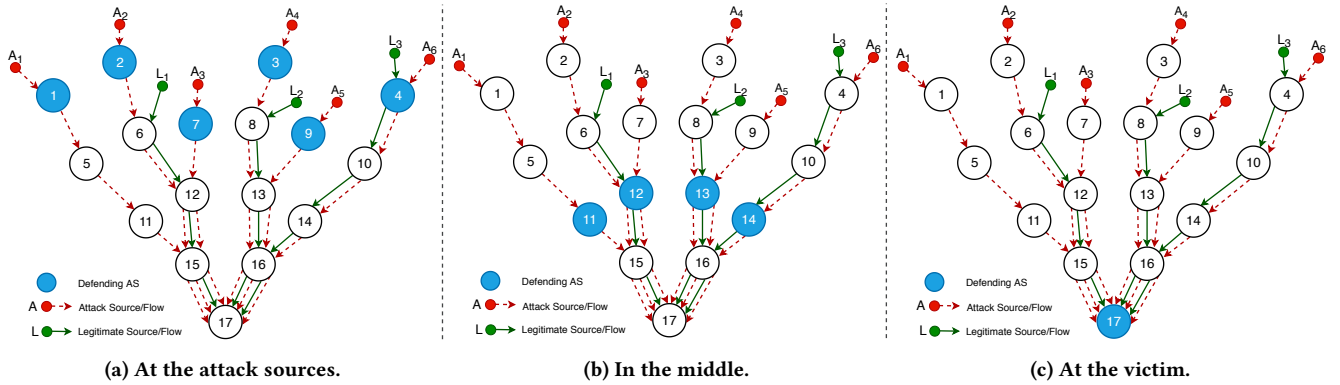 A2
A4
A1
L3
A6
2
3
L1
A3
L2
A5
1
4
6
7
8
9
5
10
12
13
11
14
15
16
17
Defending AS
A Attack Source/Flow
L Legitimate Source/Flow
(a) At the attack sources.
A2
A4
A1
L3
A6
2
3
L1
A3
L2
A5
1
4
6
7
8
9
5
10
12
13
11
14
15
16
17
Defending AS
A Attack Source/Flow
L Legitimate Source/Flow
(b) In the middle.
A2
A4
A1
L3
A6
2
3
L1
A3
L2
A5
1
4
6
7
8
9
5
10
12
13
11
14
15
16
17
Defending AS
A Attack Source/Flow
L Legitimate Source/Flow
(c) At the victim.